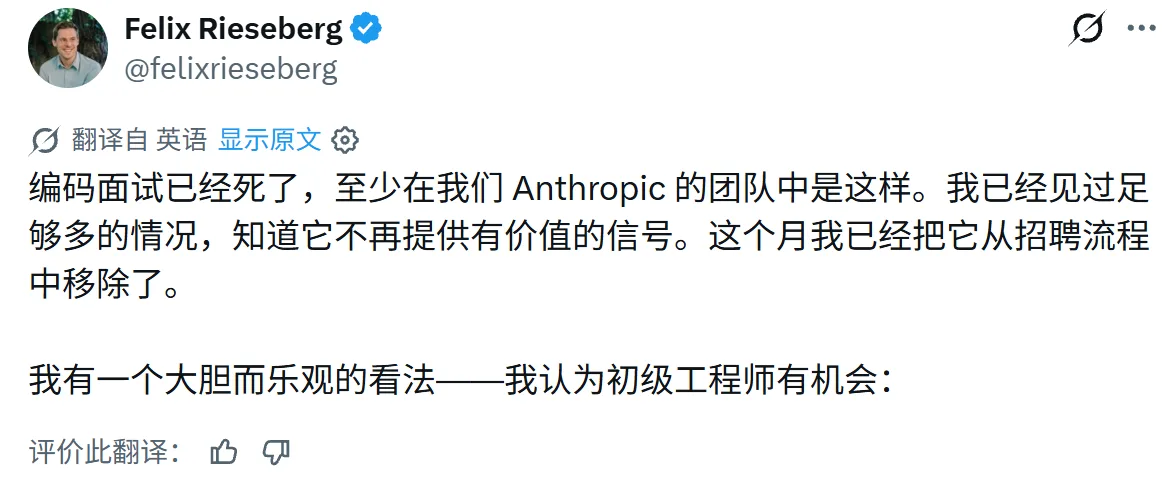 Felix Rieseberg
@felixrieseberg
翻译自 英语 显示原文
编码面试已经死了，至少在我们 Anthropic 的团队中是这样。我已经见过足
够多的情况，知道它不再提供有价值的信号。这个月我已经把它从招聘流程
中移除了。
我有一个大胆而乐观的看法——我认为初级工程师有机会：
评价此翻译：